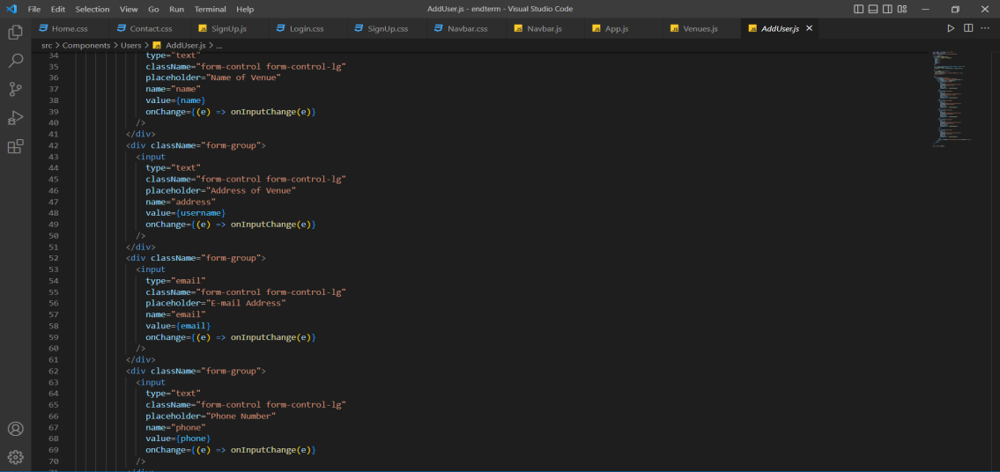 File Edit Selection View Go Run Terminal Help AddUser.js - endterm - Visual Studio Code
Home.css Contact.css SignUp.js Login.css SignUp.css Navbar.css Navbar.js App.js Venues.js AddUser.js
src > Components > Users > AddUser.js > ...
34 type="text"
35 className="form-control form-control-lg"
36 placeholder="Name of Venue"
37 name="name"
38 value={name}
39 onChange={(e) => onInputChange(e)}
40 />
41 </div>
42 <div className="form-group">
43 <input
44 type="text"
45 className="form-control form-control-lg"
46 placeholder="Address of Venue"
47 name="address"
48 value={username}
49 onChange={(e) => onInputChange(e)}
50 />
51 </div>
52 <div className="form-group">
53 <input
54 type="email"
55 className="form-control form-control-lg"
56 placeholder="E-mail Address"
57 name="email"
58 value={email}
59 onChange={(e) => onInputChange(e)}
60 />
61 </div>
62 <div className="form-group">
63 <input
64 type="text"
65 className="form-control form-control-lg"
66 placeholder="Phone Number"
67 name="phone"
68 value={phone}
69 onChange={(e) => onInputChange(e)}
70 />
71 </div>